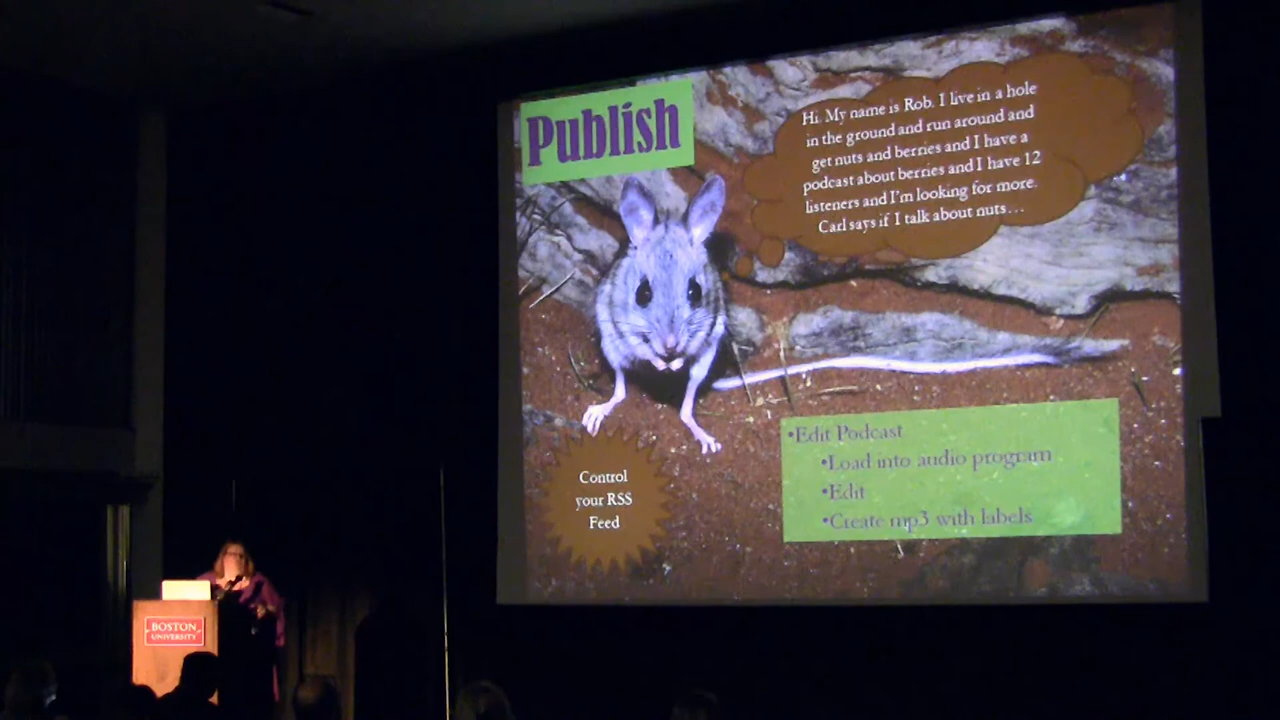 Publish
Hi. My name is Rob. I live in a hole
in the ground and run around and
get nuts and berries and I have a
podcast about berries and I have 12
listeners and I'm looking for more.
Carl says if I talk about nuts…
•Edit Podcast
•Load into audio program
•Edit
•Create mp3 with labels
Control
your RSS
Feed
BOSTON
UNIVERSITY